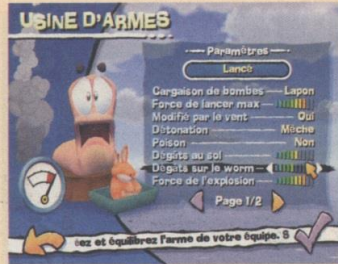 USINE D'ARMES
Paramètres
Lancé
Cargaison de bombes Lapon
Force de lancer max
Modifié par le vent Oui
Détonation Mèche
Poison Non
Dégâts au sol
Dégâts sur le worm
Force de l'explosion
Page 1/2
ez et équilibrez l'arme de votre équipe. S